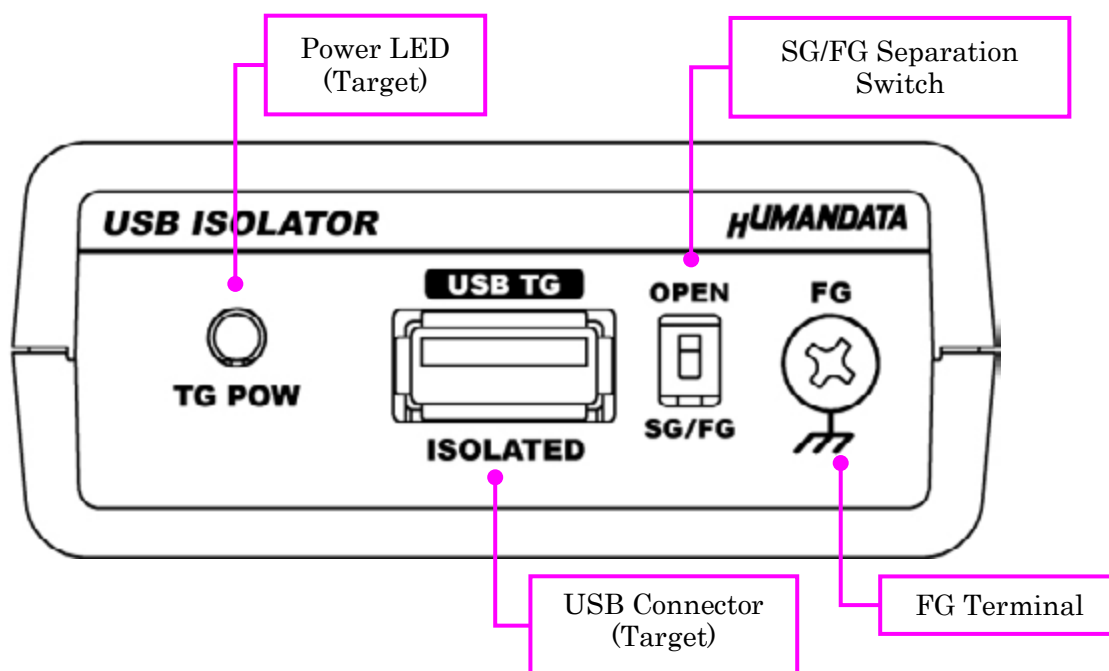 Power LED
(Target)
SG/FG Separation
Switch
USB ISOLATOR
HUMANDATA
USB TG
OPEN
FG
TG POW
ISOLATED
SG/FG
USB Connector
(Target)
FG Terminal